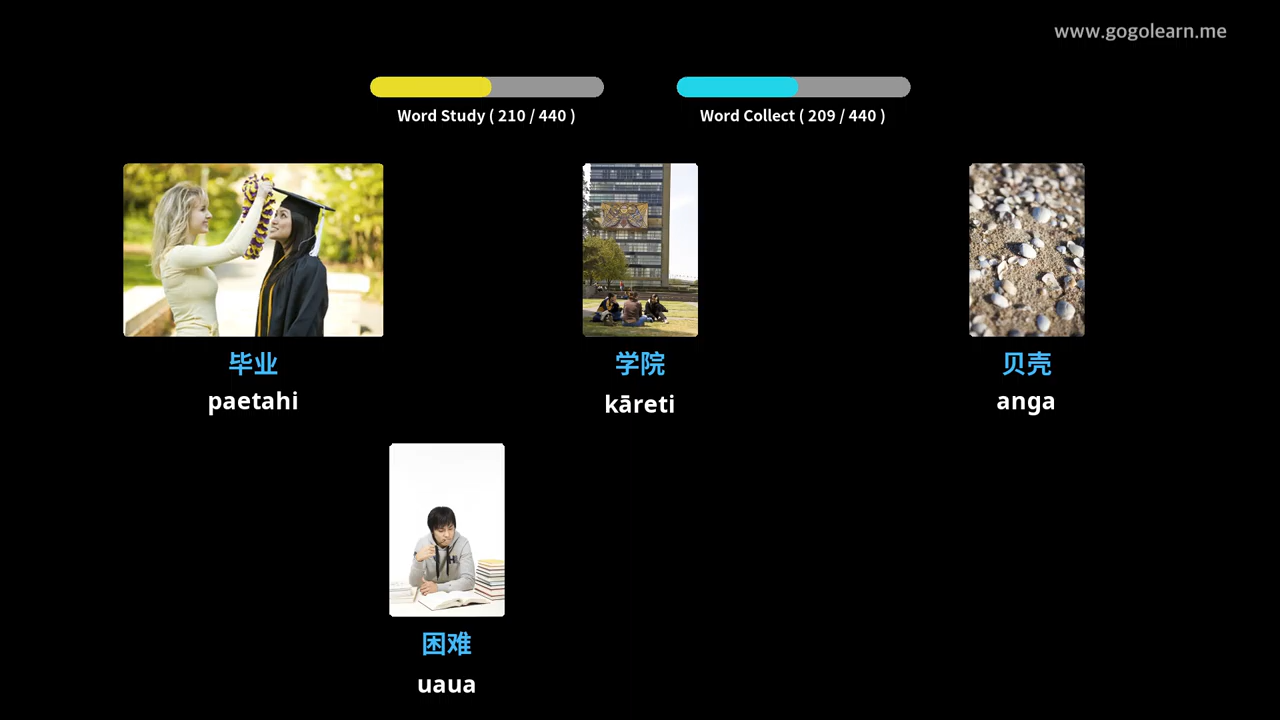 www.gogolearn.me
Word Study ( 210 / 440 )
Word Collect ( 209 / 440 )
毕业
paetahi
学院
kāreti
贝壳
anga
困难
uaua